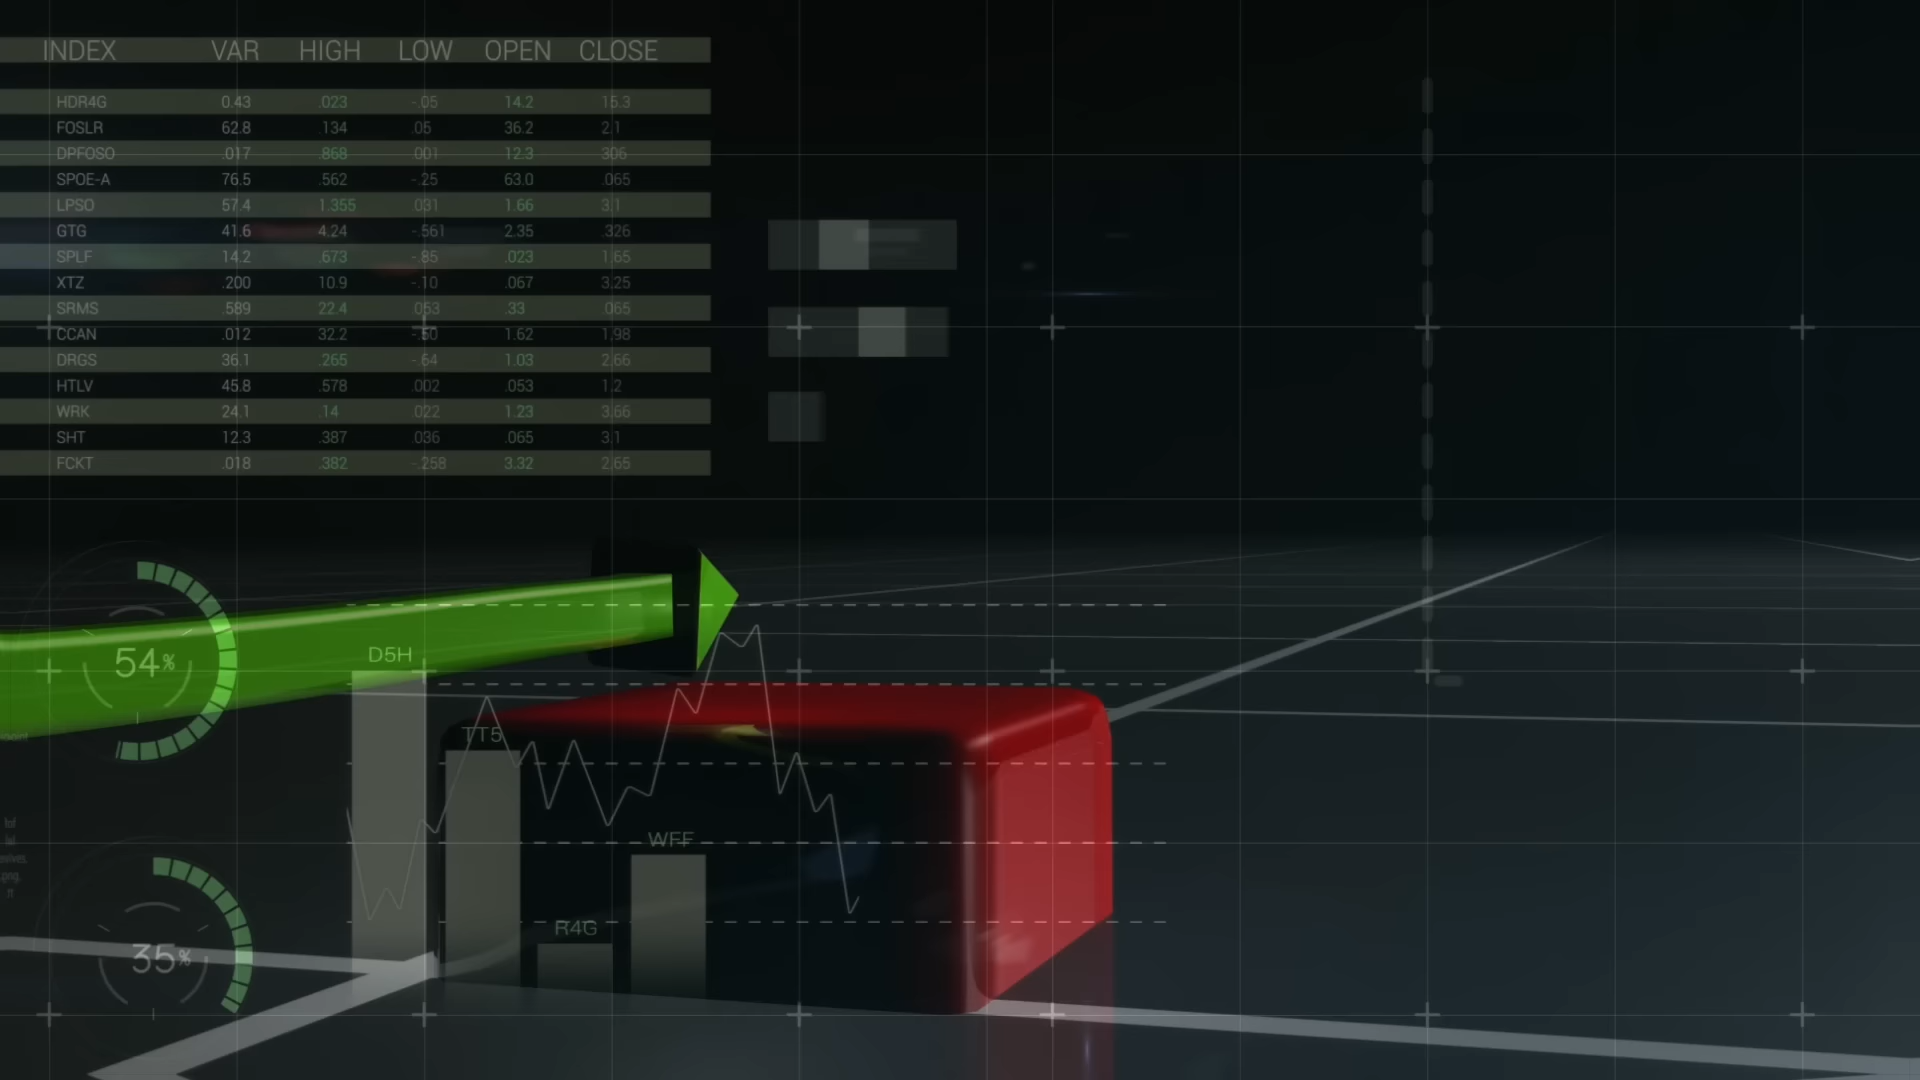 INDEX VAR HIGH LOW OPEN CLOSE
HDR4G 0.43 .023 -.05 14.2 15.3
FOSLR 62.8 .134 .05 36.2 2.1
DPFOSO .017 .868 .001 12.3 306
SPOE-A 76.5 .562 -.25 63.0 .065
LPSO 57.4 1.355 .031 1.66 3.1
GTG 41.6 4.24 -.561 2.35 .326
SPLF 14.2 .673 -.85 .023 1.65
XTZ .200 10.9 -.10 .067 3.25
SRMS .589 22.4 .053 .33 .065
CCAN .012 32.2 -.50 1.62 1.98
DRGS 36.1 .265 -.64 1.03 2.66
HTLV 45.8 .578 .002 .053 1.2
WRK 24.1 .14 .022 1.23 3.66
SHT 12.3 .387 .036 .065 3.1
FCKT .018 .382 -.258 3.32 2.65
54%
D5H
TT5
WFF
R4G
35%